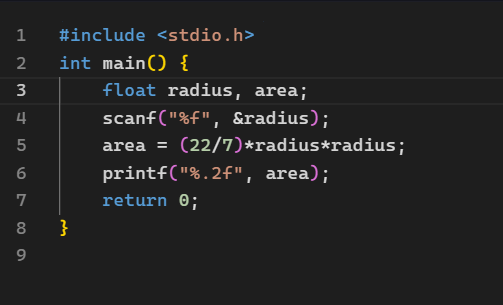 1 #include <stdio.h>
2 int main() {
3     float radius, area;
4     scanf("%f", &radius);
5     area = (22/7)*radius*radius;
6     printf("%.2f", area);
7     return 0;
8 }
9